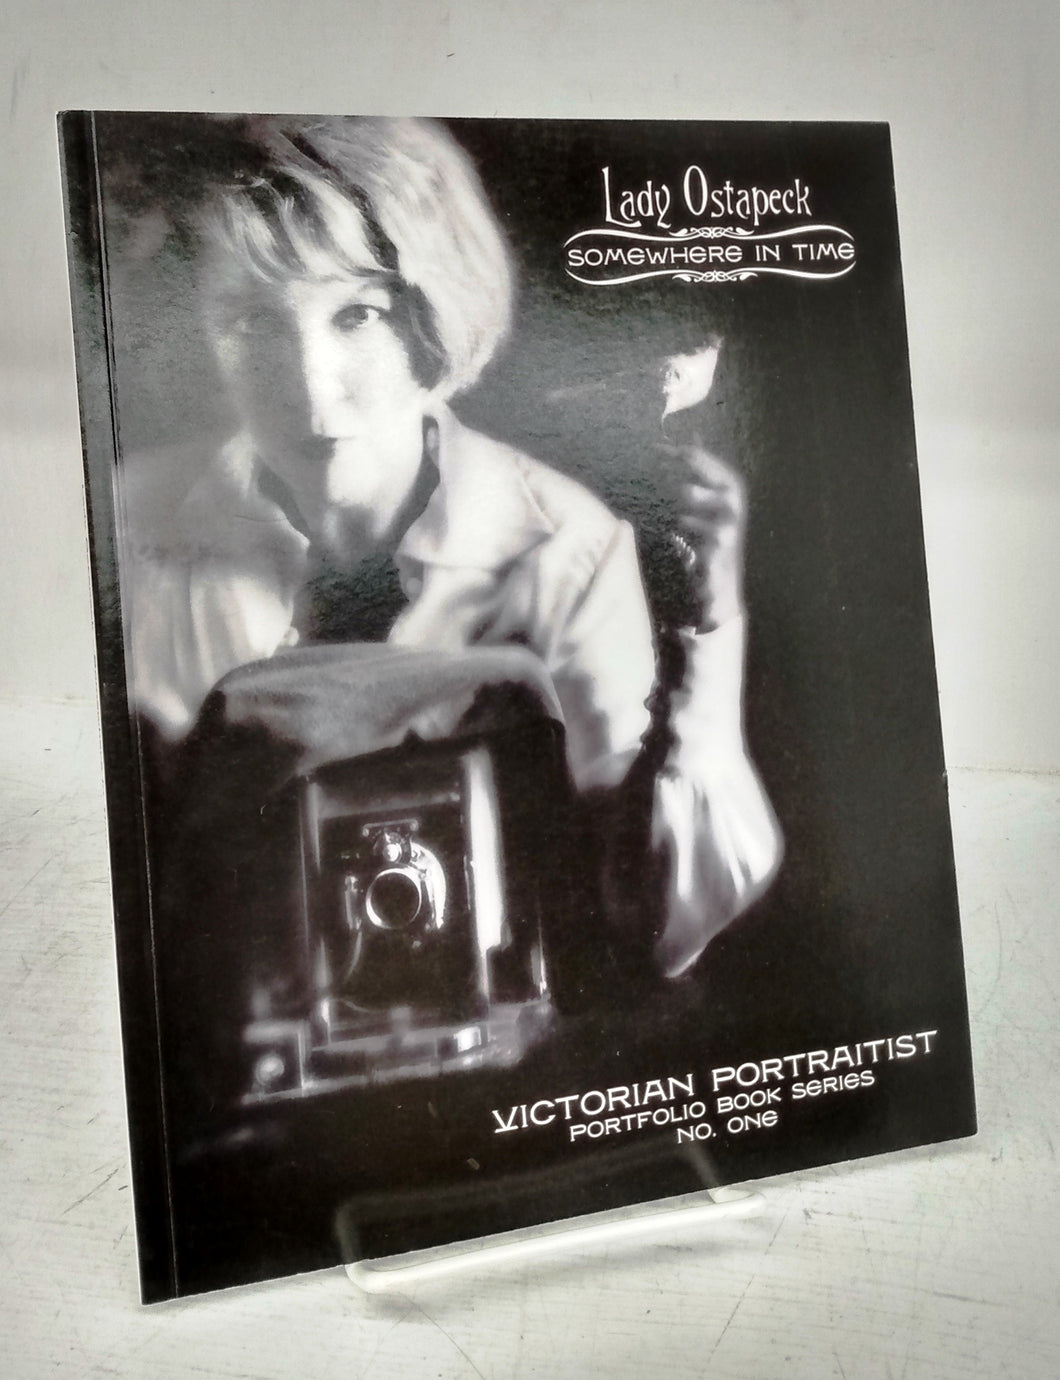 Lady Ostapeck
SOMEWHERE IN TIME
VICTORIAN PORTRAITIST
PORTFOLIO BOOK SERIES
NO. ONE